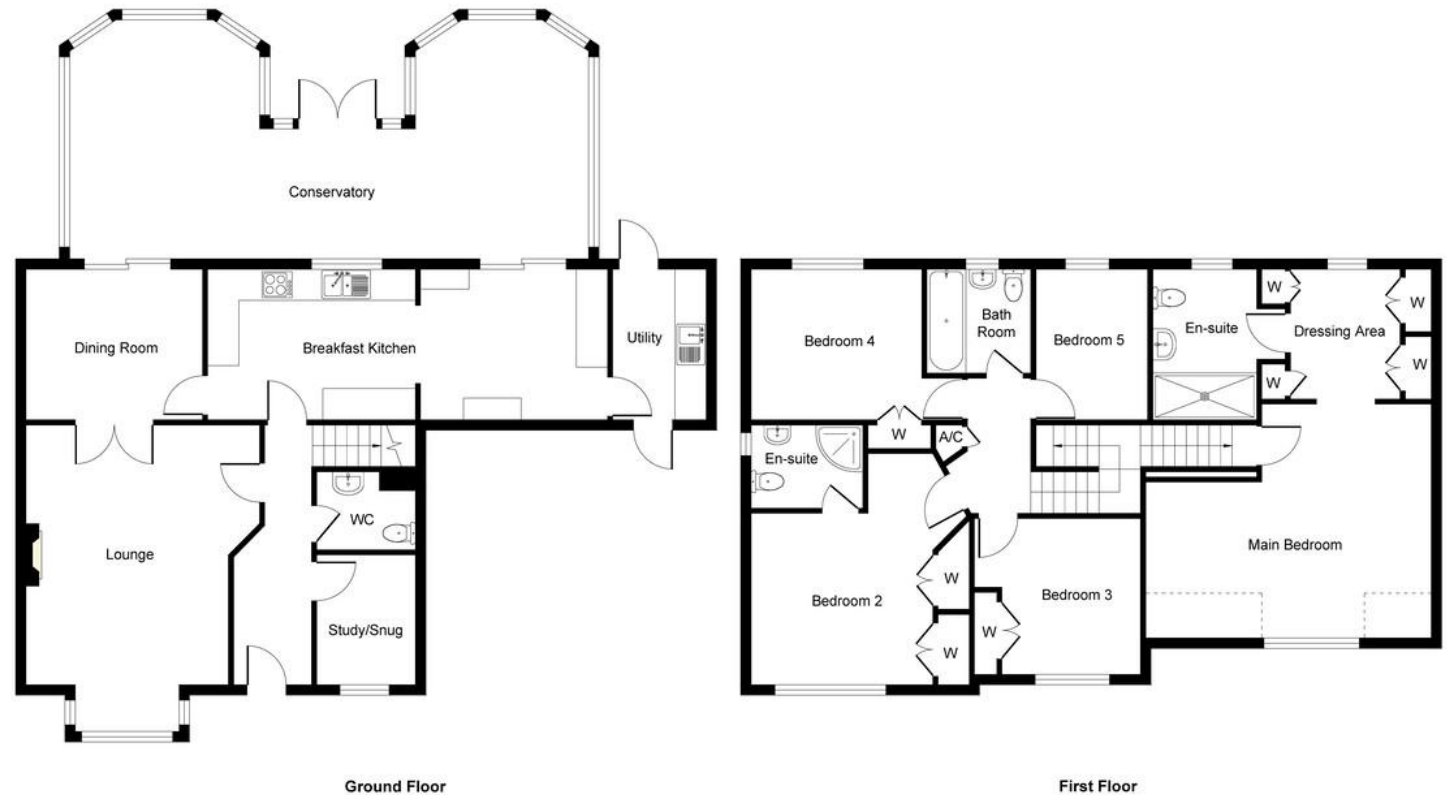 Conservatory
Dining Room
Breakfast Kitchen
Utility
Lounge
WC
Study/Snug
Ground Floor
Bedroom 4
Bath
Room
Bedroom 5
En-suite
W
Dressing Area
W
W
W
W
A/C
En-suite
Main Bedroom
Bedroom 2
W
Bedroom 3
W
W
First Floor